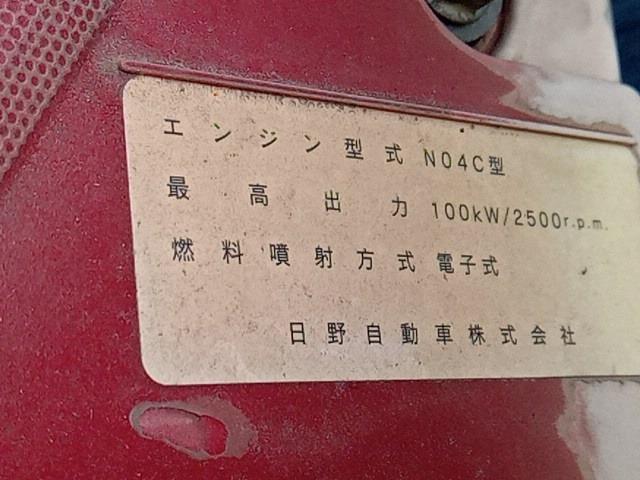 エンジン型式 N04C型
最高出力 100kW/2500r.p.m.
燃料噴射方式 電子式
日野自動車株式会社